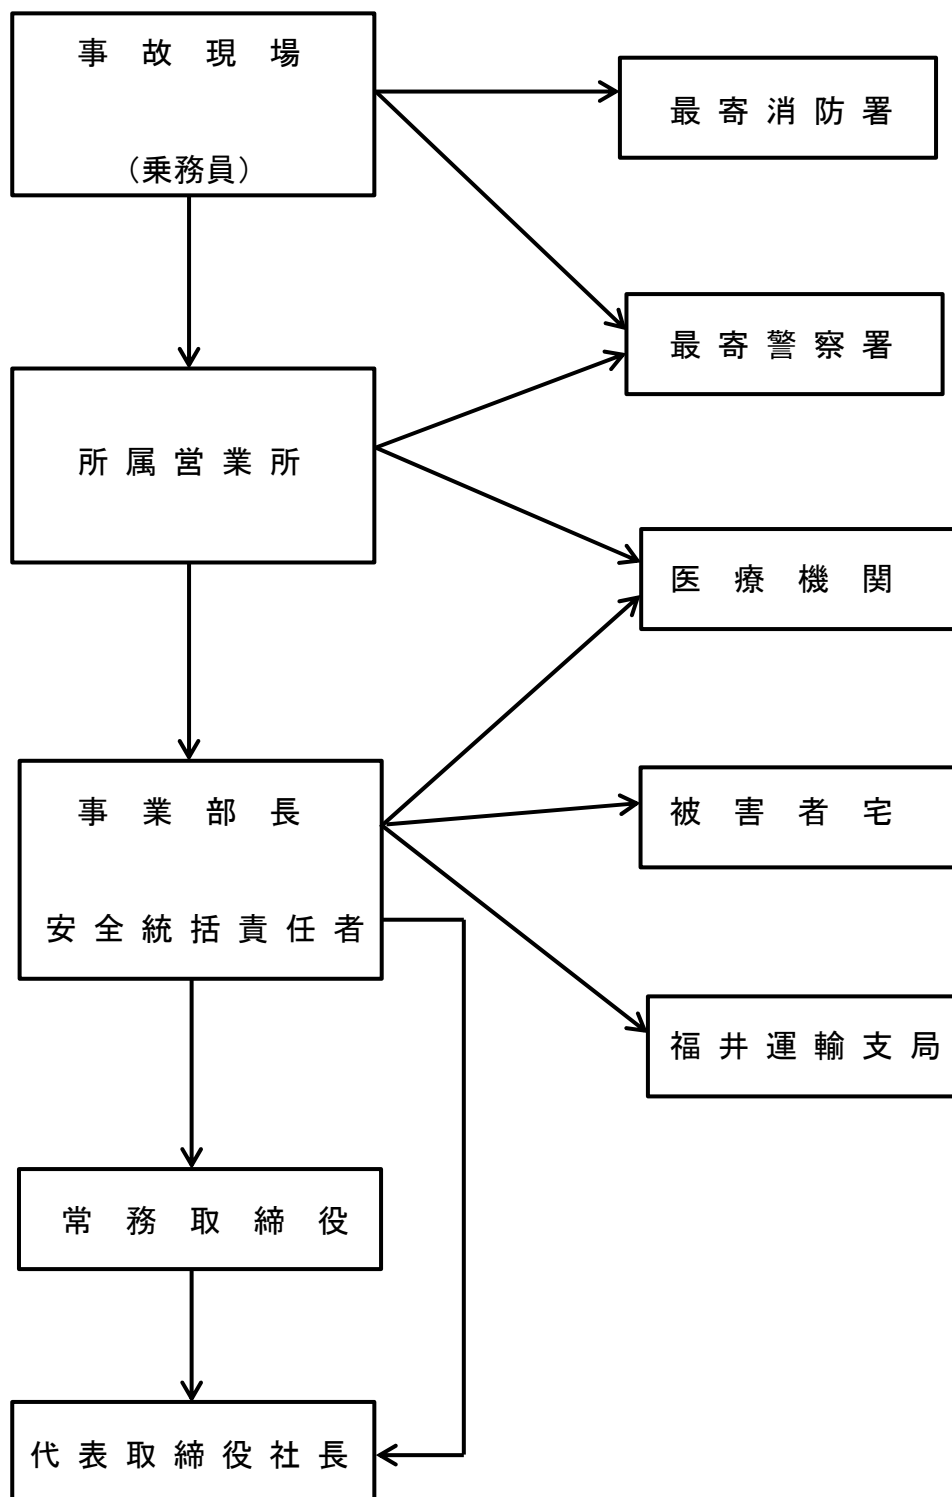 事故現場
（乗務員）
最寄消防署
最寄警察署
所属営業所
医療機関
事業部長
安全統括責任者
被害者宅
福井運輸支局
常務取締役
代表取締役社長